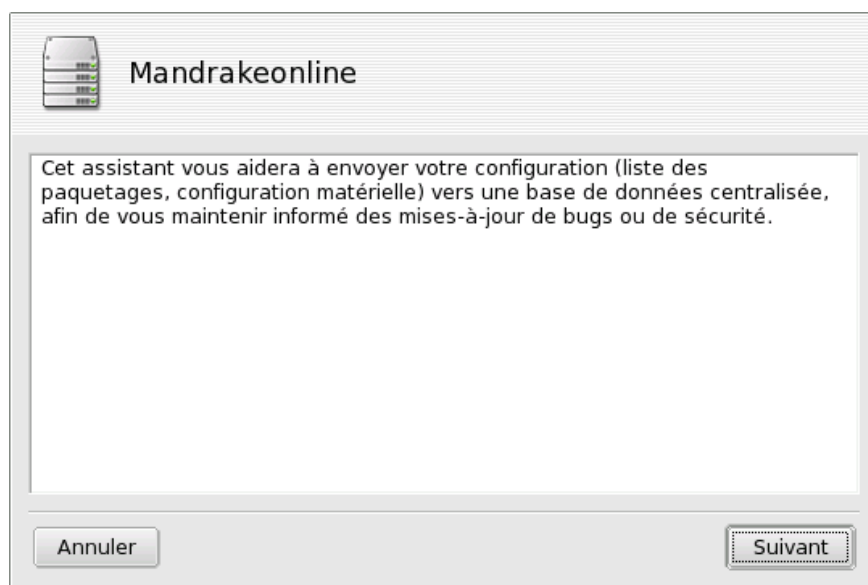 Mandrakeonline
Cet assistant vous aidera à envoyer votre configuration (liste des
paquetages, configuration matérielle) vers une base de données centralisée,
afin de vous maintenir informé des mises-à-jour de bugs ou de sécurité.
Annuler
Suivant